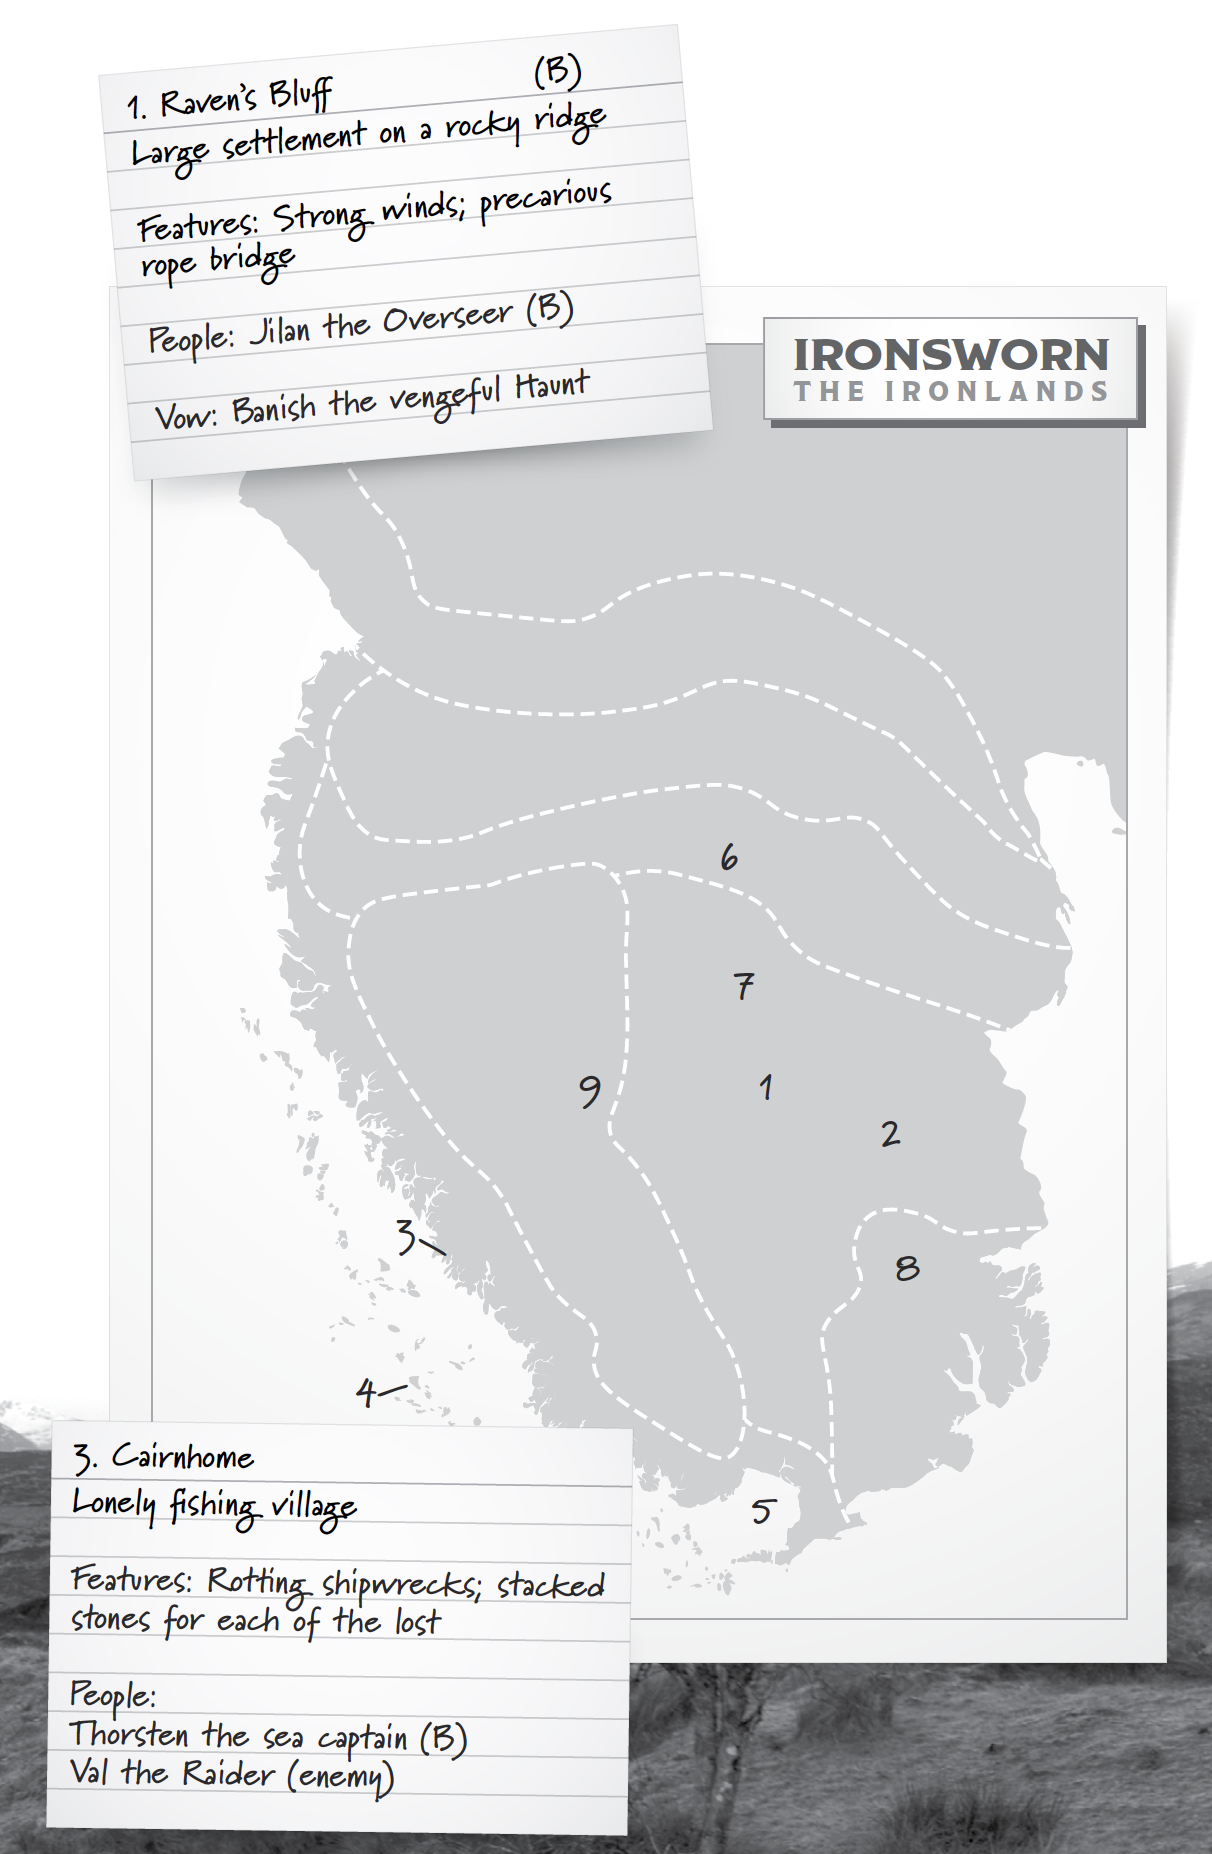 1. Raven's Bluff (B)
Large settlement on a rocky ridge
Features: Strong winds; precarious
rope bridge
People: Jilan the Overseer (B)
Vow: Banish the vengeful Haunt
IRONSWORN
THE IRONLANDS
6
7
9
1
2
3
8
4
5
3. Cairnhome
Lonely fishing village
Features: Rotting shipwrecks; stacked
stones for each of the lost
People:
Thorsten the sea captain (B)
Val the Raider (enemy)